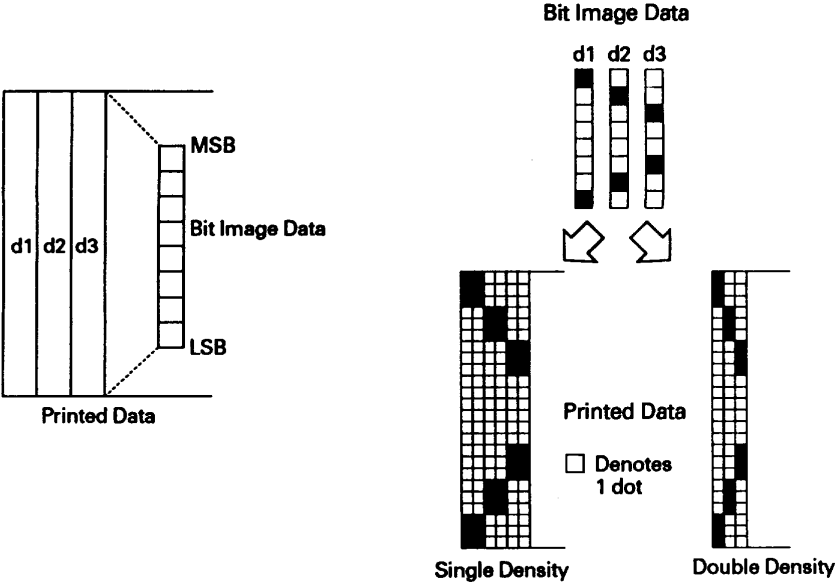 MSB
d1 d2 d3
Bit Image Data
LSB
Printed Data
Bit Image Data
d1 d2 d3
Printed Data
Denotes
1 dot
Single Density
Double Density